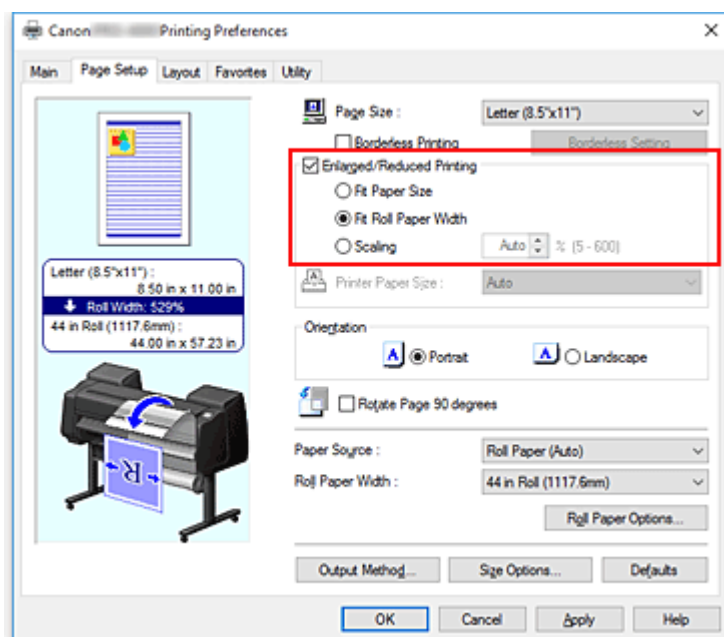 Canon Printing Preferences
Main Page Setup Layout Favorites Utility
Page Size : Letter (8.5"x11")
Borderless Printing Borderless Setting
Enlarged/Reduced Printing
Fit Paper Size
Fit Roll Paper Width
Scaling Auto % (5 - 600)
Printer Paper Size : Auto
Letter (8.5"x11") :
8.50 in x 11.00 in
Roll Width: 529%
44 in Roll (1117.6mm) :
44.00 in x 57.23 in
Orientation
A Portrait A Landscape
Rotate Page 90 degrees
R
Paper Source : Roll Paper (Auto)
Roll Paper Width : 44 in Roll (1117.6mm)
Roll Paper Options...
Output Method... Size Options... Defaults
OK Cancel Apply Help